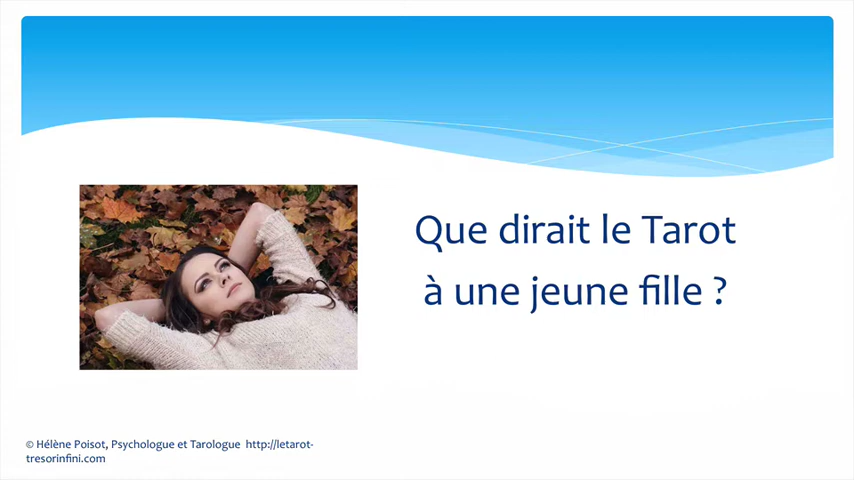 Que dirait le Tarot
à une jeune fille ?
© Hélène Poisot, Psychologue et Tarologue http://letarot-
tresorinfini.com